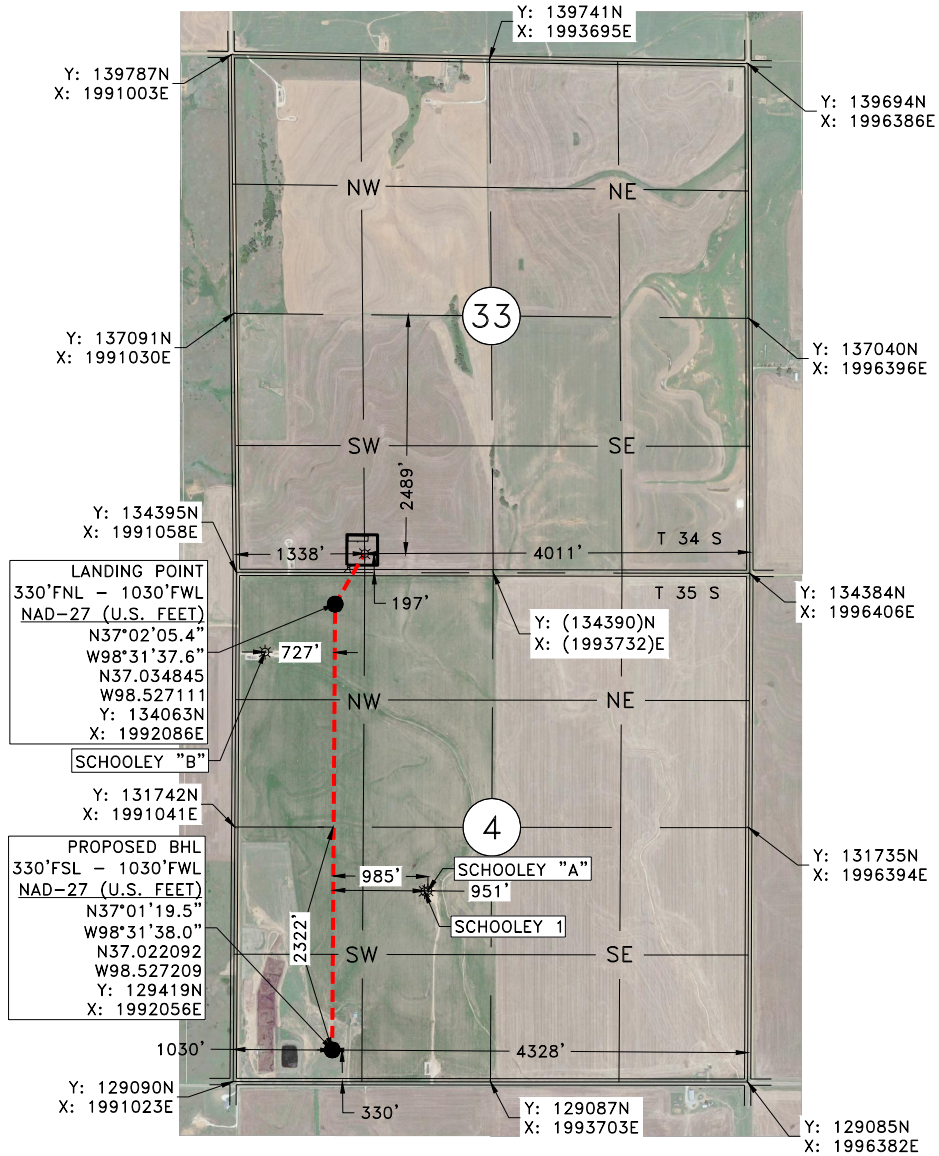 Y: 139741N
X: 1993695E
Y: 139787N
X: 1991003E
Y: 139694N
X: 1996386E
NW
NE
33
Y: 137091N
X: 1991030E
Y: 137040N
X: 1996396E
SW
SE
2489'
Y: 134395N
X: 1991058E
1338'
4011'
T 34 S
T 35 S
197'
Y: 134384N
X: 1996406E
Y: (134390)N
X: (1993732)E
LANDING POINT
330'FNL - 1030'FWL
NAD-27 (U.S. FEET)
N37°02'05.4"
W98°31'37.6"
N37.034845
W98.527111
Y: 134063N
X: 1992086E
727'
NW
NE
SCHOOLEY "B"
Y: 131742N
X: 1991041E
4
Y: 131735N
X: 1996394E
PROPOSED BHL
330'FSL - 1030'FWL
NAD-27 (U.S. FEET)
N37°01'19.5"
W98°31'38.0"
N37.022092
W98.527209
Y: 129419N
X: 1992056E
985'
SCHOOLEY "A"
951'
SCHOOLEY 1
2322'
SW
SE
1030'
4328'
Y: 129090N
X: 1991023E
330'
Y: 129087N
X: 1993703E
Y: 129085N
X: 1996382E